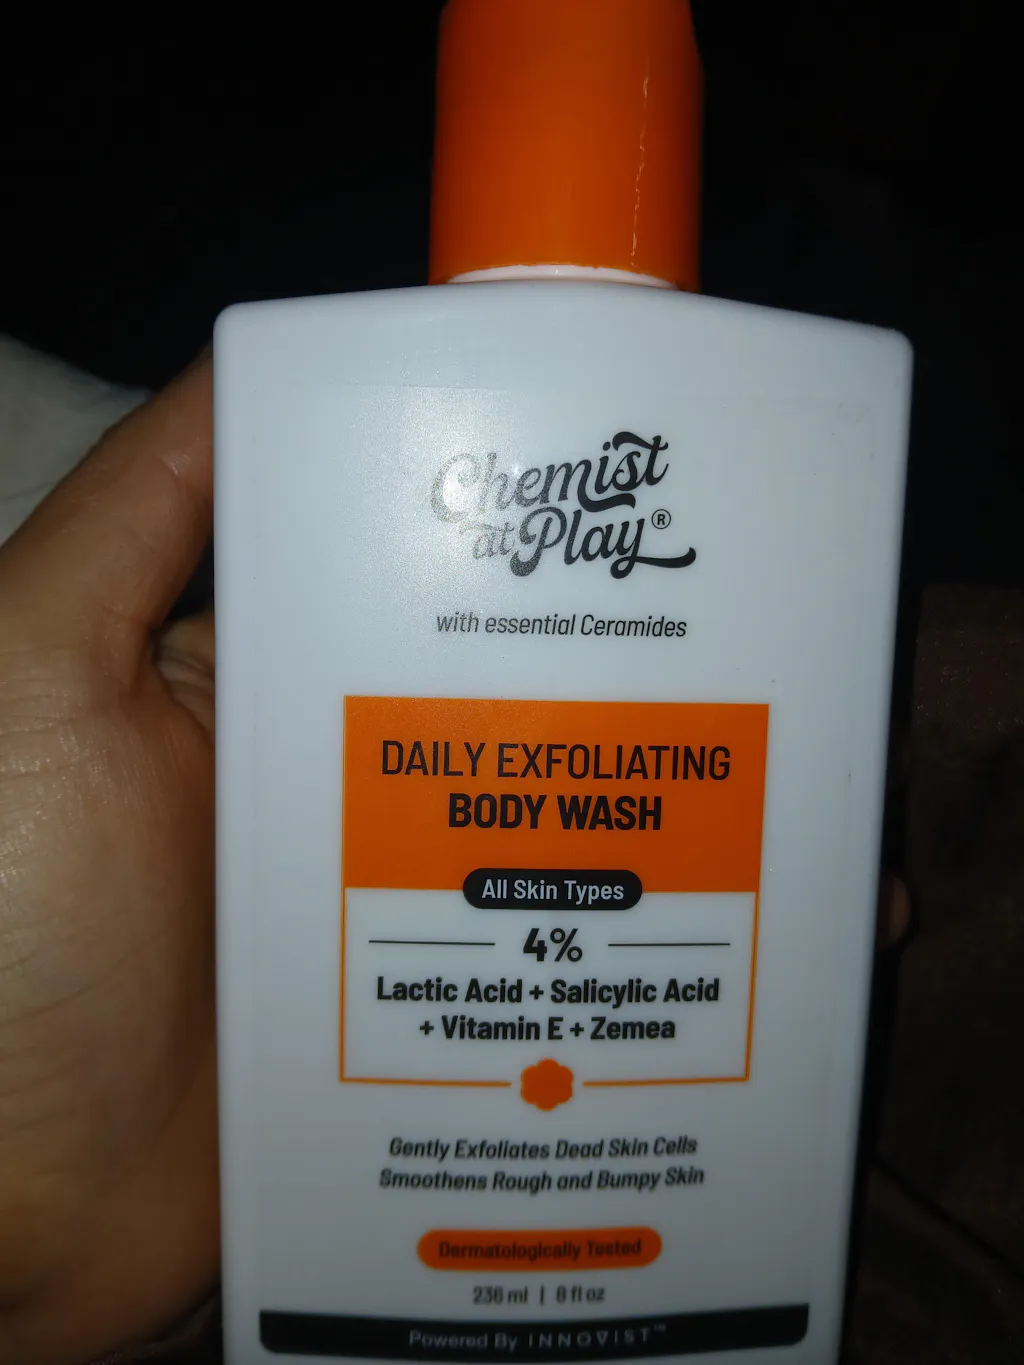 Chemist
at Play®
with essential Ceramides
DAILY EXFOLIATING
BODY WASH
All Skin Types
4%
Lactic Acid + Salicylic Acid
+ Vitamin E + Zemea
Gently Exfoliates Dead Skin Cells
Smoothens Rough and Bumpy Skin
Dermatologically Tested
236 ml | 8 fl oz
Powered By INNOVIST™